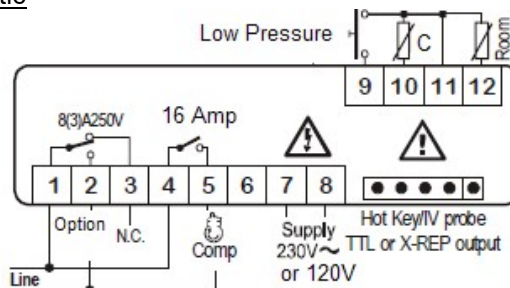 Low Pressure
C
Room
9 10 11 12
8(3)A250V
16 Amp
1 2 3 4 5 6 7 8
Option
N.C.
Comp
Supply
230V~
or 120V
Hot Key/IV probe
TTL or X-REP output
Line